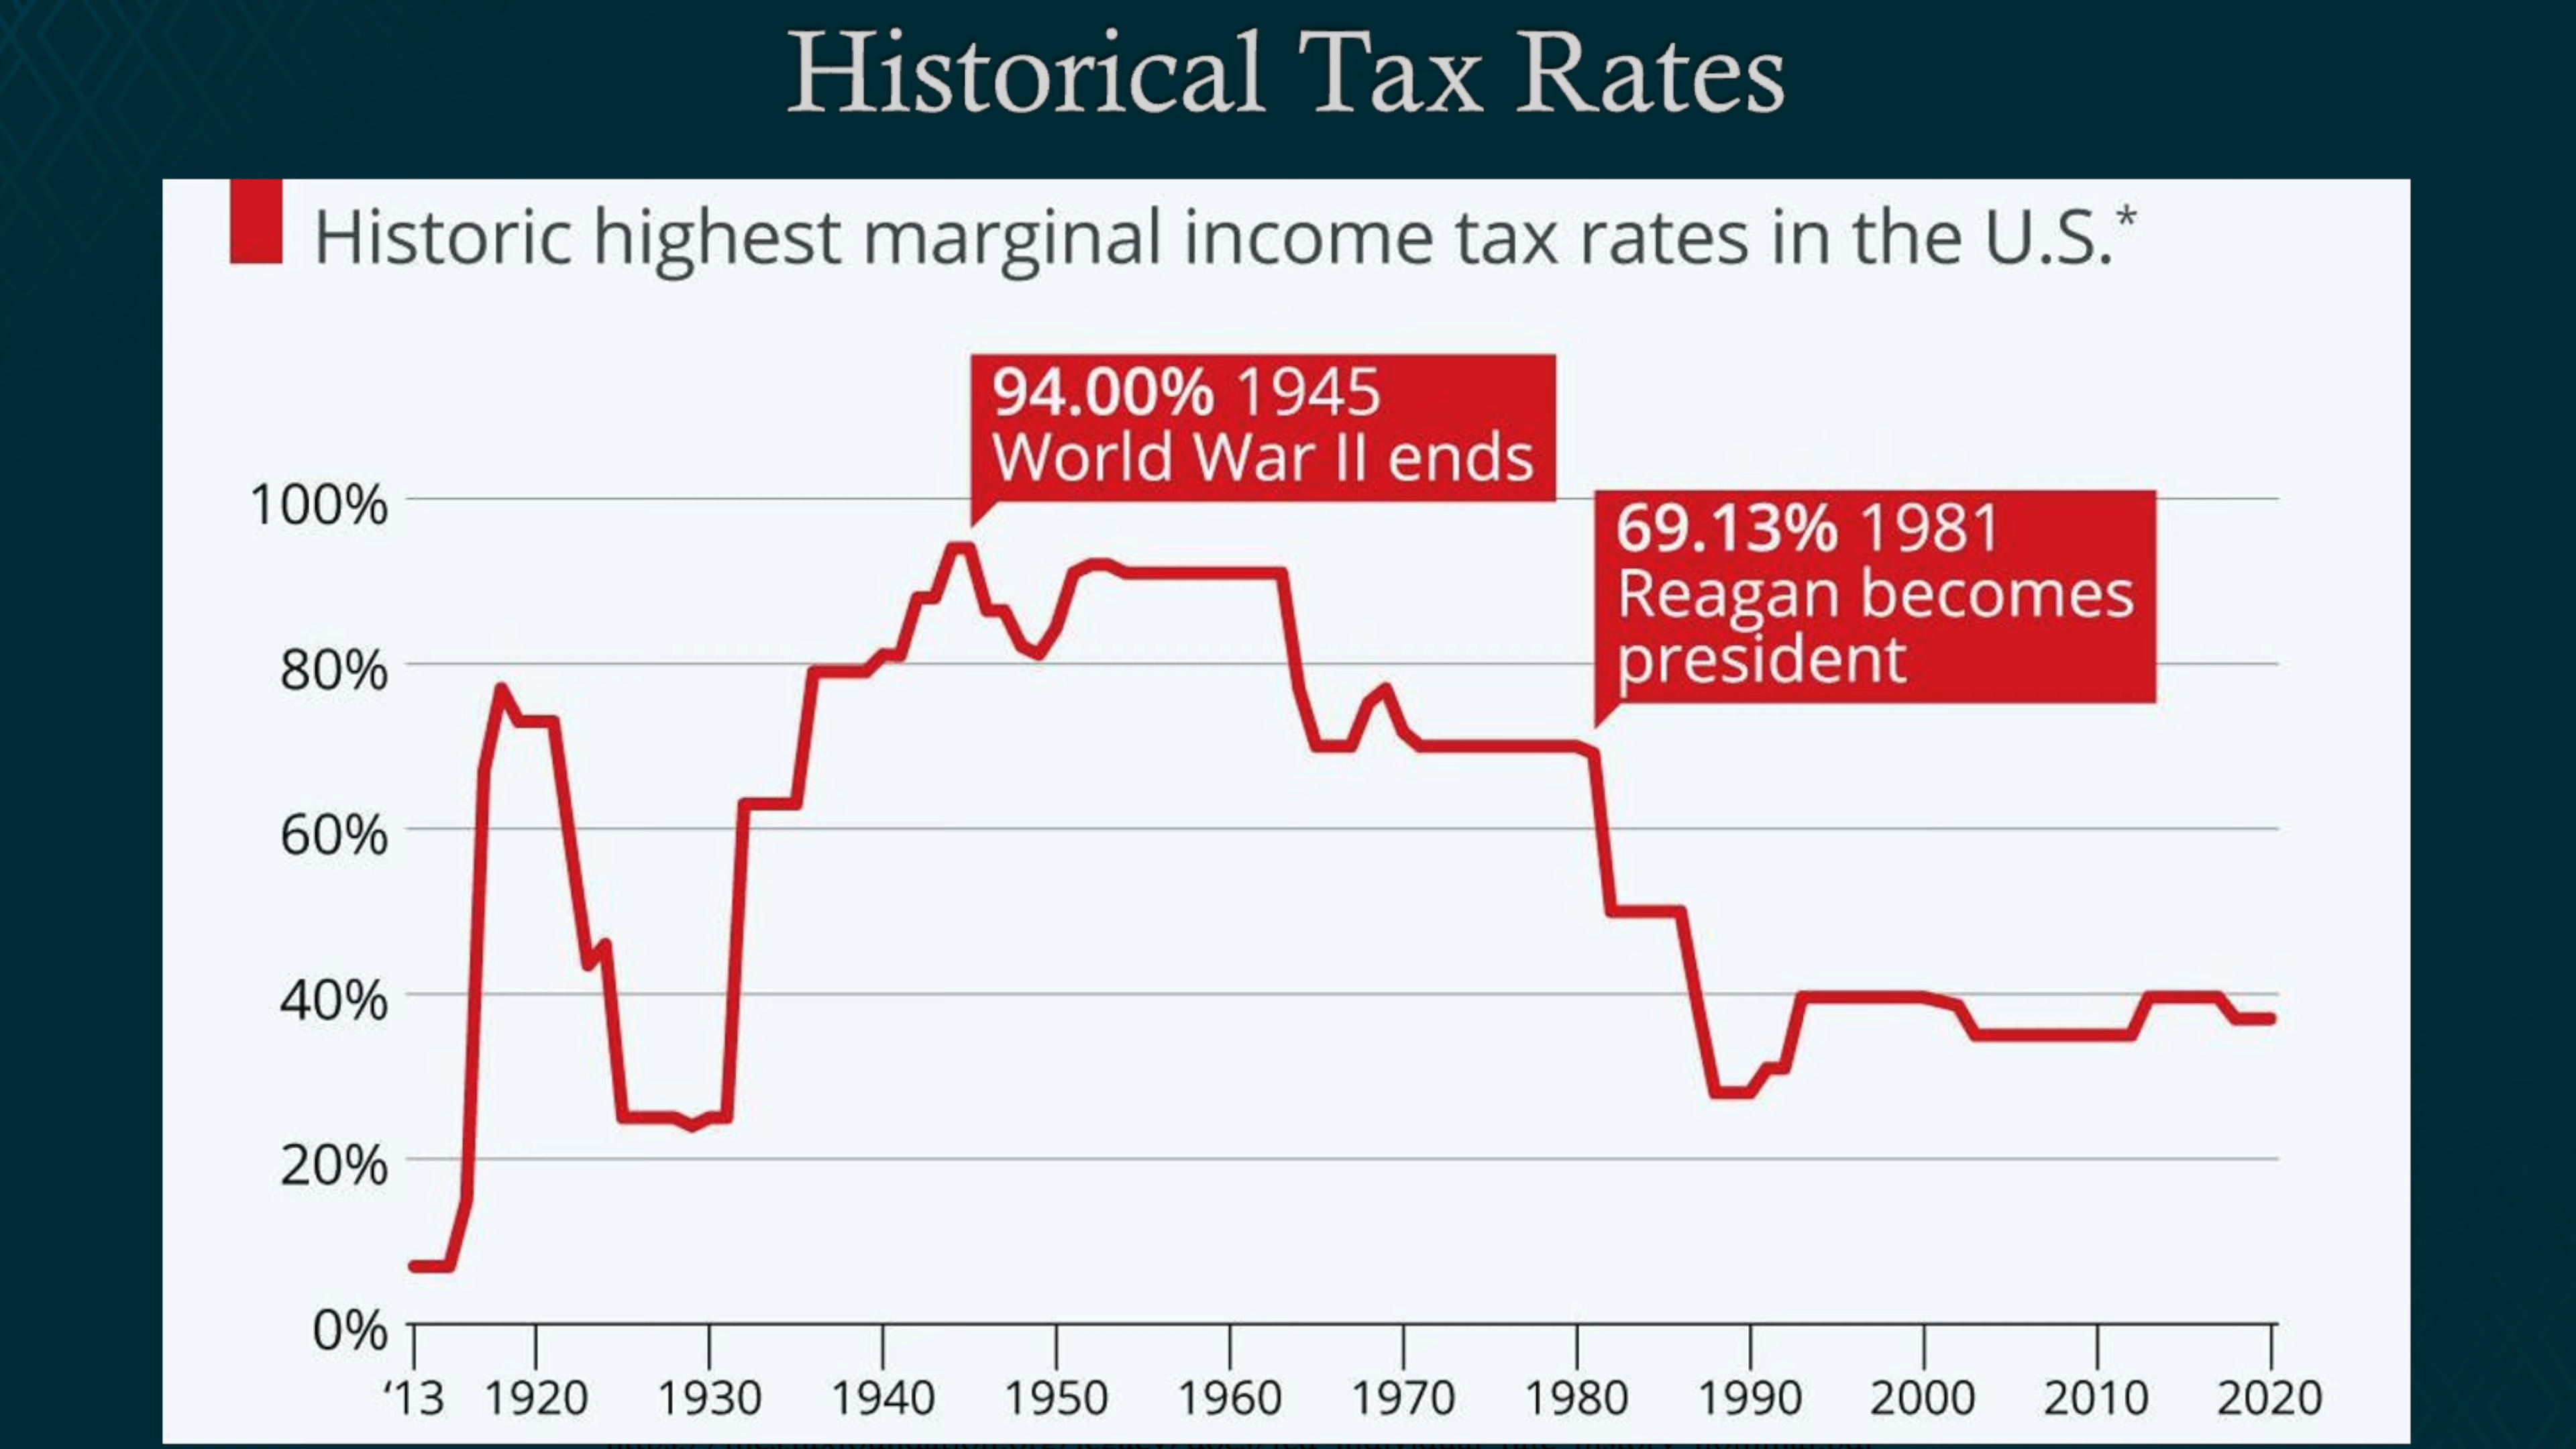 Historical Tax Rates
Historic highest marginal income tax rates in the U.S.*
94.00% 1945
World War II ends
69.13% 1981
Reagan becomes
president
100%
80%
60%
40%
20%
0%
‘13 1920 1930 1940 1950 1960 1970 1980 1990 2000 2010 2020